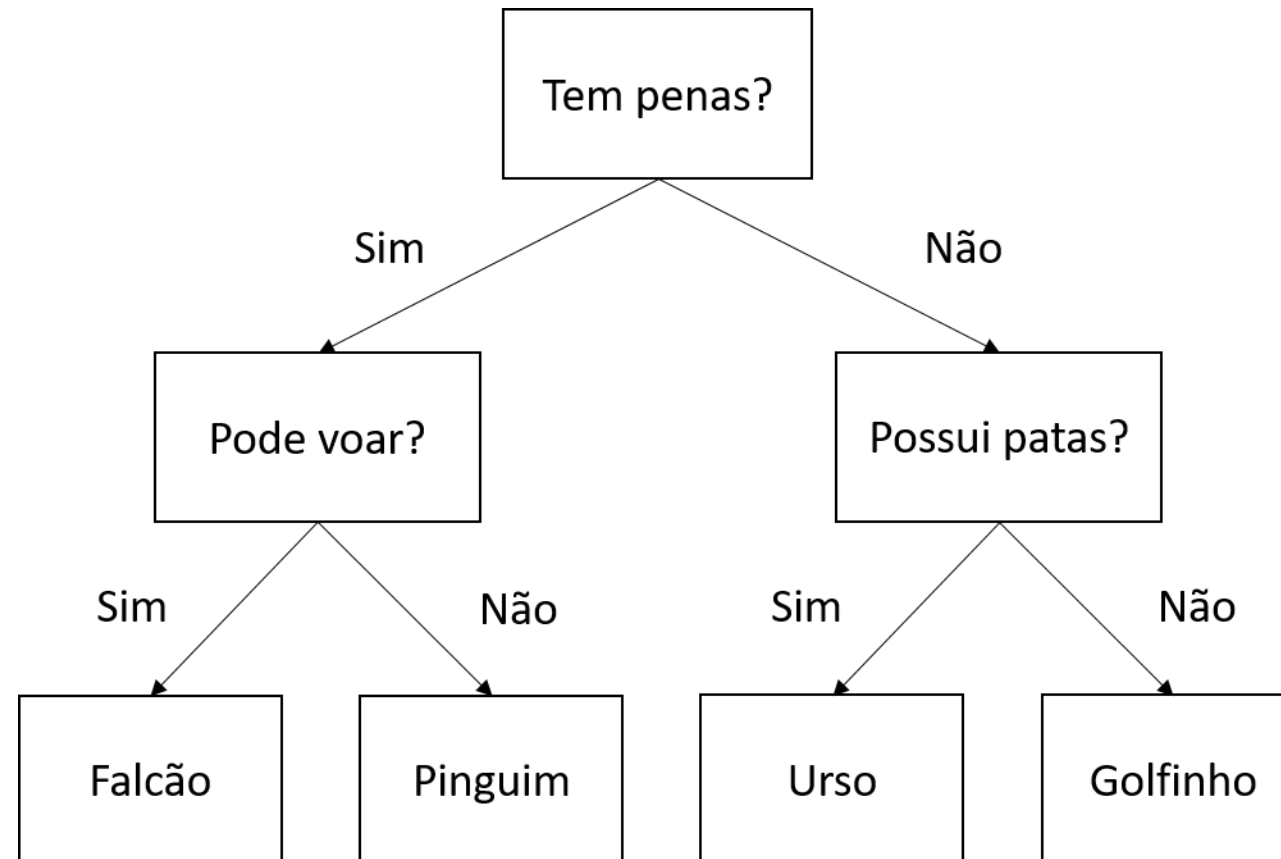 Tem penas?
Sim
Não
Pode voar?
Possui patas?
Sim
Não
Sim
Não
Falcão
Pinguim
Urso
Golfinho